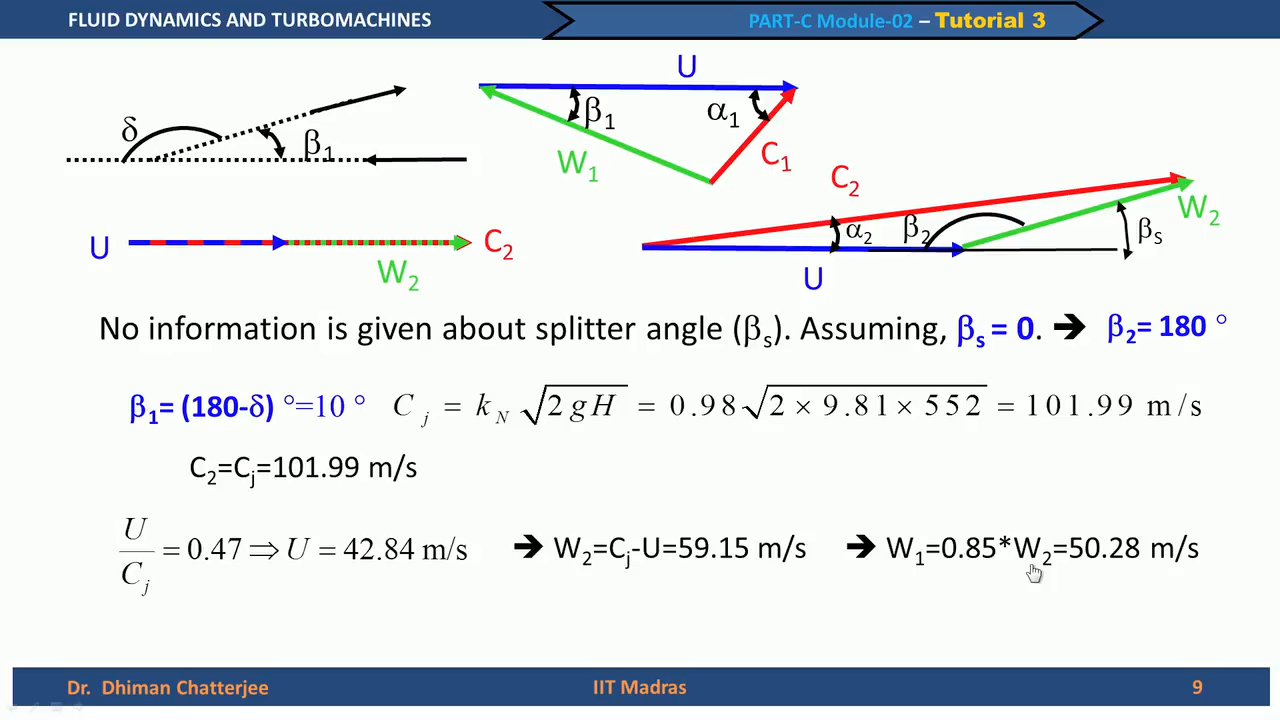 FLUID DYNAMICS AND TURBOMACHINES
PART-C Module-02 – Tutorial 3
δ
β1
U
β1
α1
W1
C1
U
C2
W2
C2
α2
β2
W2
βS
U
No information is given about splitter angle (βs). Assuming, βs = 0. 🡺 β2= 180 °
β1= (180-δ) °=10 ° Cj = kN √2gH = 0.98√2 × 9.81 × 552 = 101.99 m/s
C2=Cj=101.99 m/s
U/Cj = 0.47 ⇒ U = 42.84 m/s 🡺 W2=Cj-U=59.15 m/s 🡺 W1=0.85*W2=50.28 m/s
Dr. Dhiman Chatterjee
IIT Madras
9